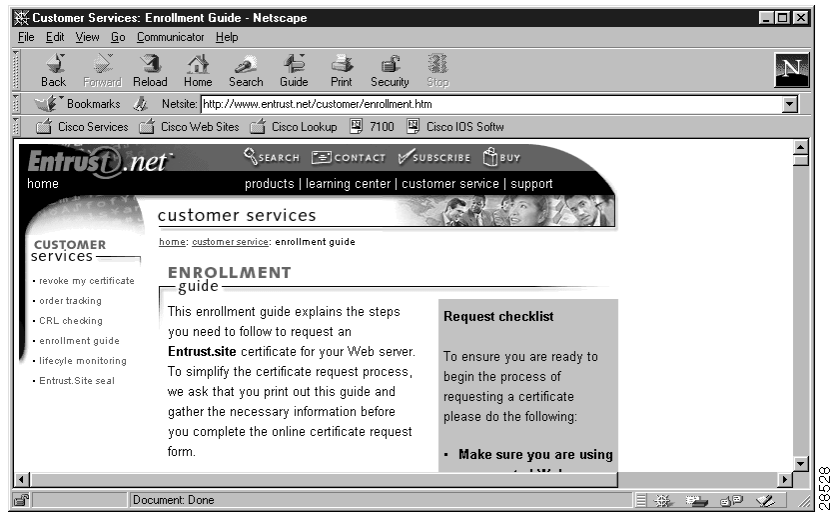 Customer Services: Enrollment Guide - Netscape
File Edit View Go Communicator Help
Back Forward Reload Home Search Guide Print Security Stop
N
Bookmarks Netsite: http://www.entrust.net/customer/enrollment.htm
Cisco Services Cisco Web Sites Cisco Lookup 7100 Cisco IOS Softw
Entrust.net™ SEARCH CONTACT SUBSCRIBE BUY
home products | learning center | customer service | support
customer services
home: customer service: enrollment guide
CUSTOMER
services
• revoke my certificate
• order tracking
• CRL checking
• enrollment guide
• lifecyle monitoring
• Entrust.Site seal
ENROLLMENT
guide
This enrollment guide explains the steps
you need to follow to request an
Entrust.site certificate for your Web server.
To simplify the certificate request process,
we ask that you print out this guide and
gather the necessary information before
you complete the online certificate request
form.
Request checklist
To ensure you are ready to
begin the process of
requesting a certificate
please do the following:
• Make sure you are using
Document: Done
28528